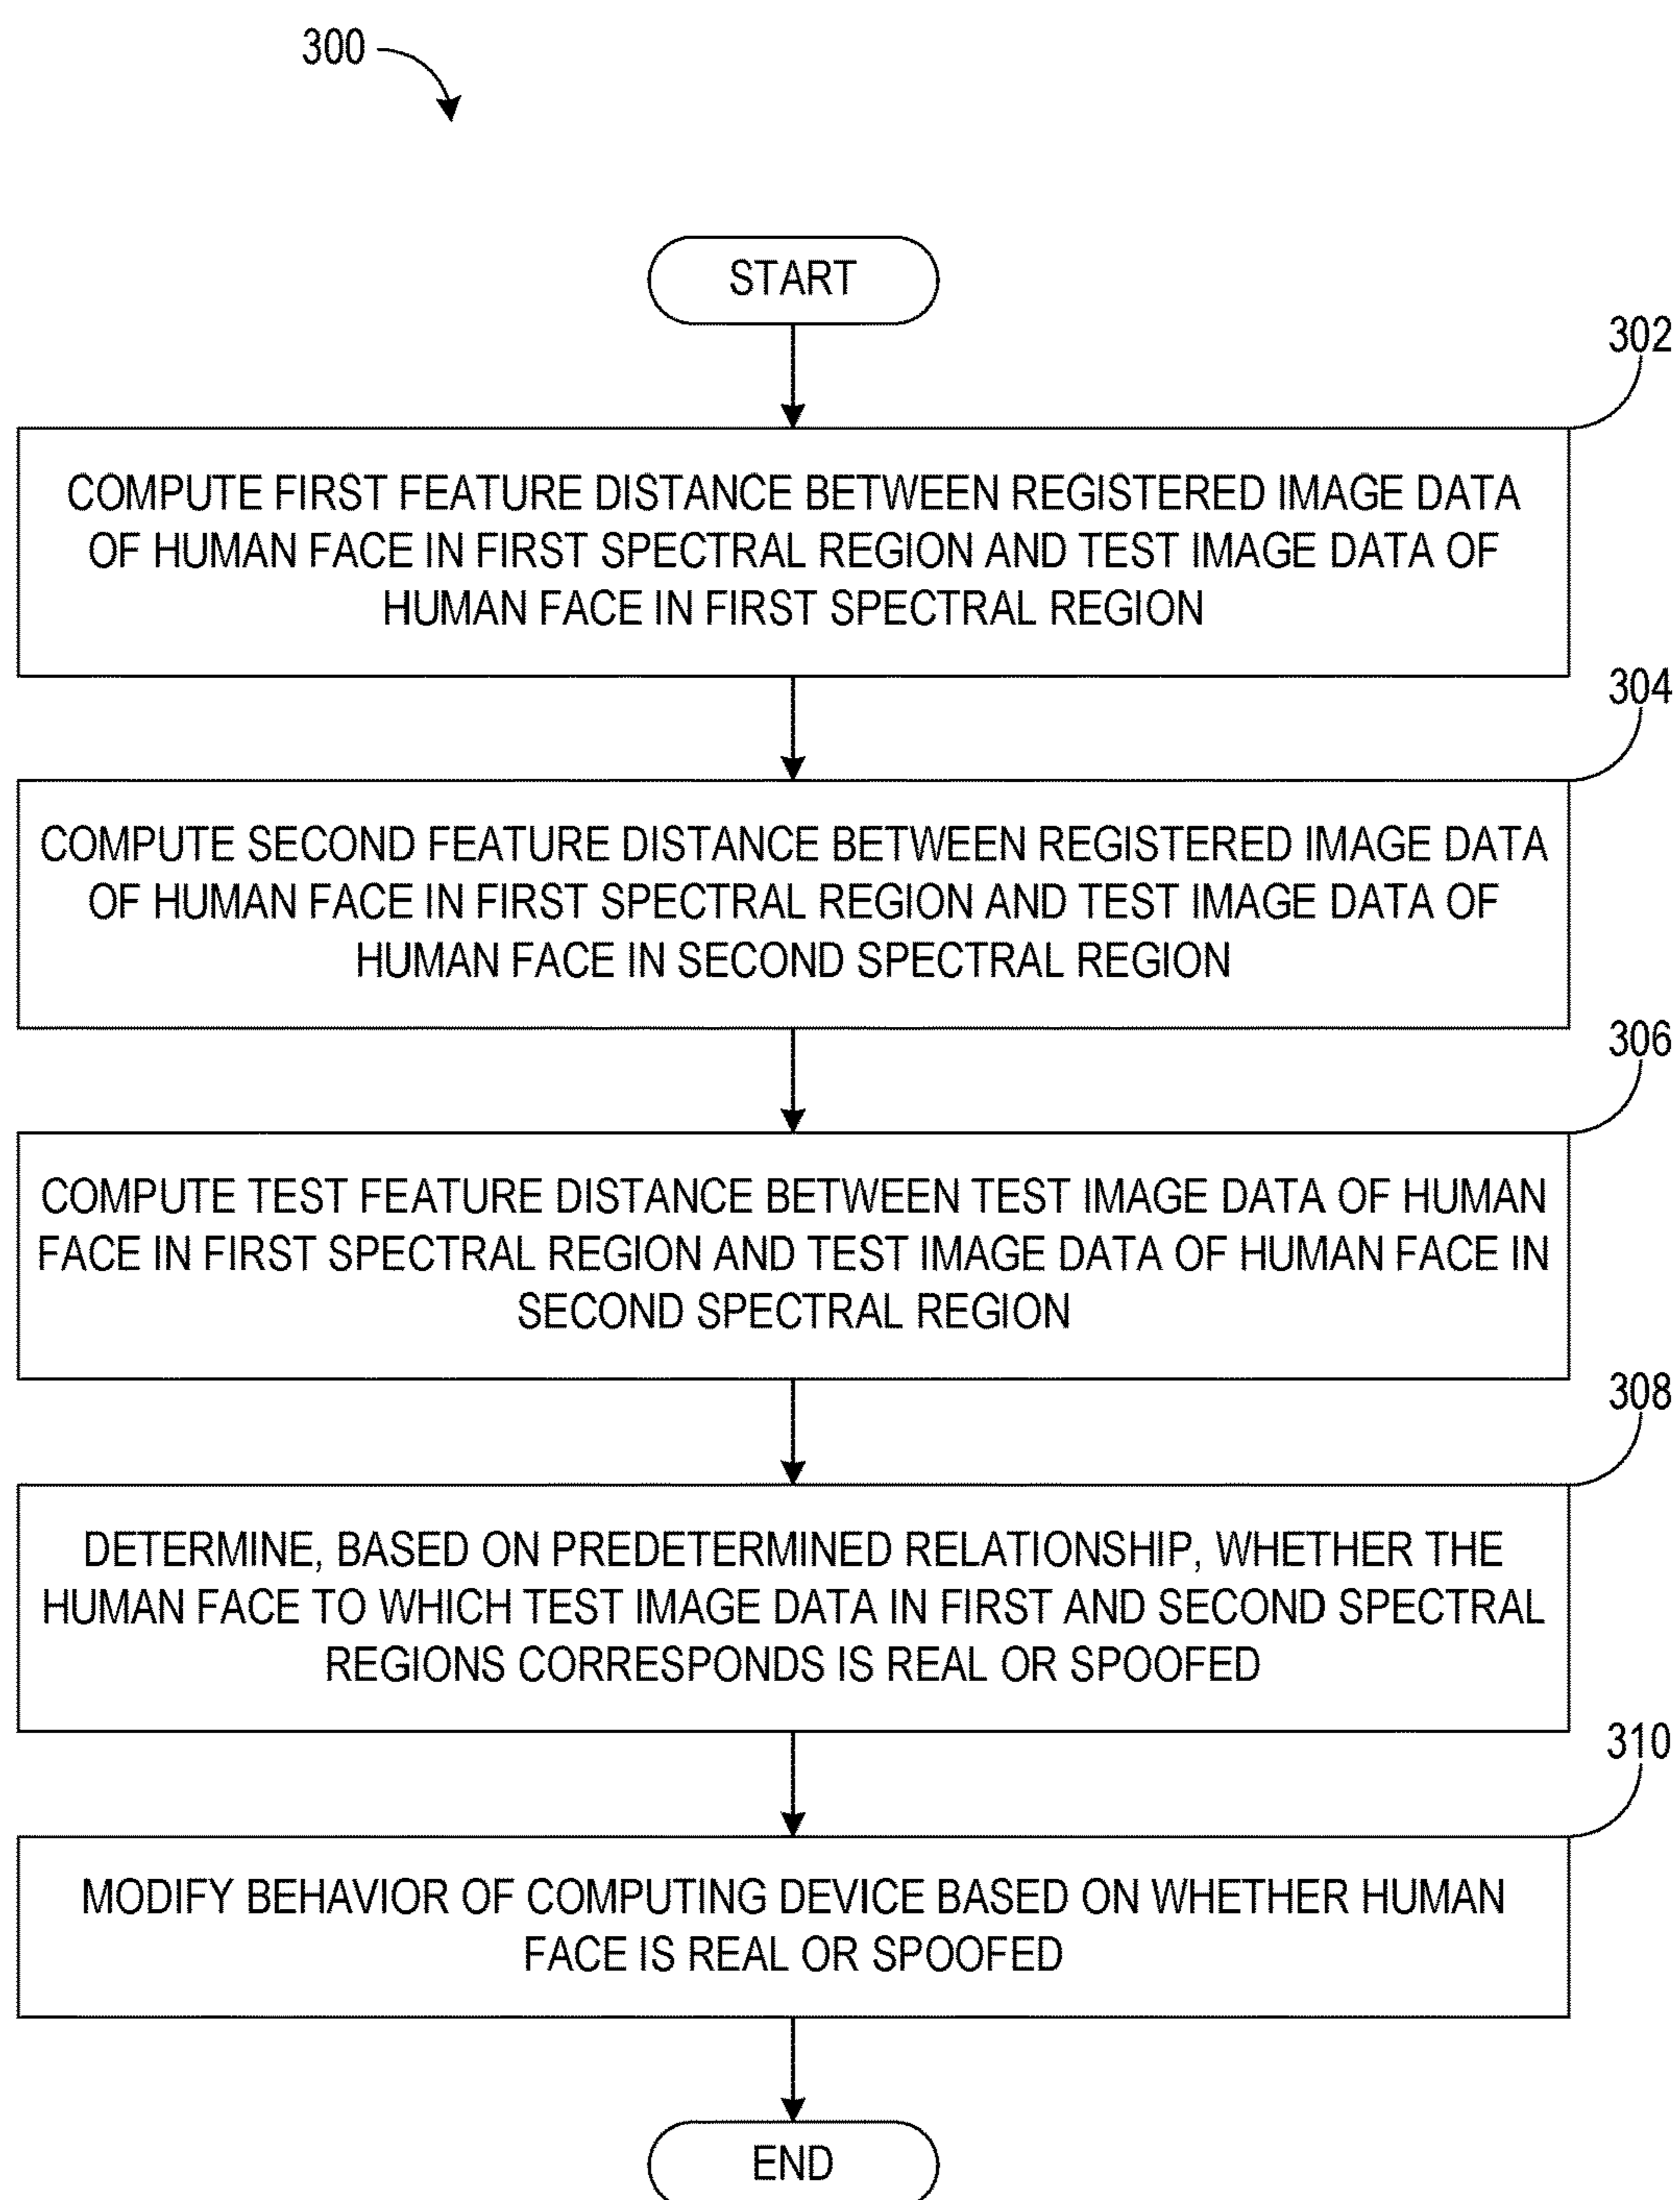 300
START
302
COMPUTE FIRST FEATURE DISTANCE BETWEEN REGISTERED IMAGE DATA
OF HUMAN FACE IN FIRST SPECTRAL REGION AND TEST IMAGE DATA OF
HUMAN FACE IN FIRST SPECTRAL REGION
304
COMPUTE SECOND FEATURE DISTANCE BETWEEN REGISTERED IMAGE DATA
OF HUMAN FACE IN FIRST SPECTRAL REGION AND TEST IMAGE DATA OF
HUMAN FACE IN SECOND SPECTRAL REGION
306
COMPUTE TEST FEATURE DISTANCE BETWEEN TEST IMAGE DATA OF HUMAN
FACE IN FIRST SPECTRAL REGION AND TEST IMAGE DATA OF HUMAN FACE IN
SECOND SPECTRAL REGION
308
DETERMINE, BASED ON PREDETERMINED RELATIONSHIP, WHETHER THE
HUMAN FACE TO WHICH TEST IMAGE DATA IN FIRST AND SECOND SPECTRAL
REGIONS CORRESPONDS IS REAL OR SPOOFED
310
MODIFY BEHAVIOR OF COMPUTING DEVICE BASED ON WHETHER HUMAN
FACE IS REAL OR SPOOFED
END